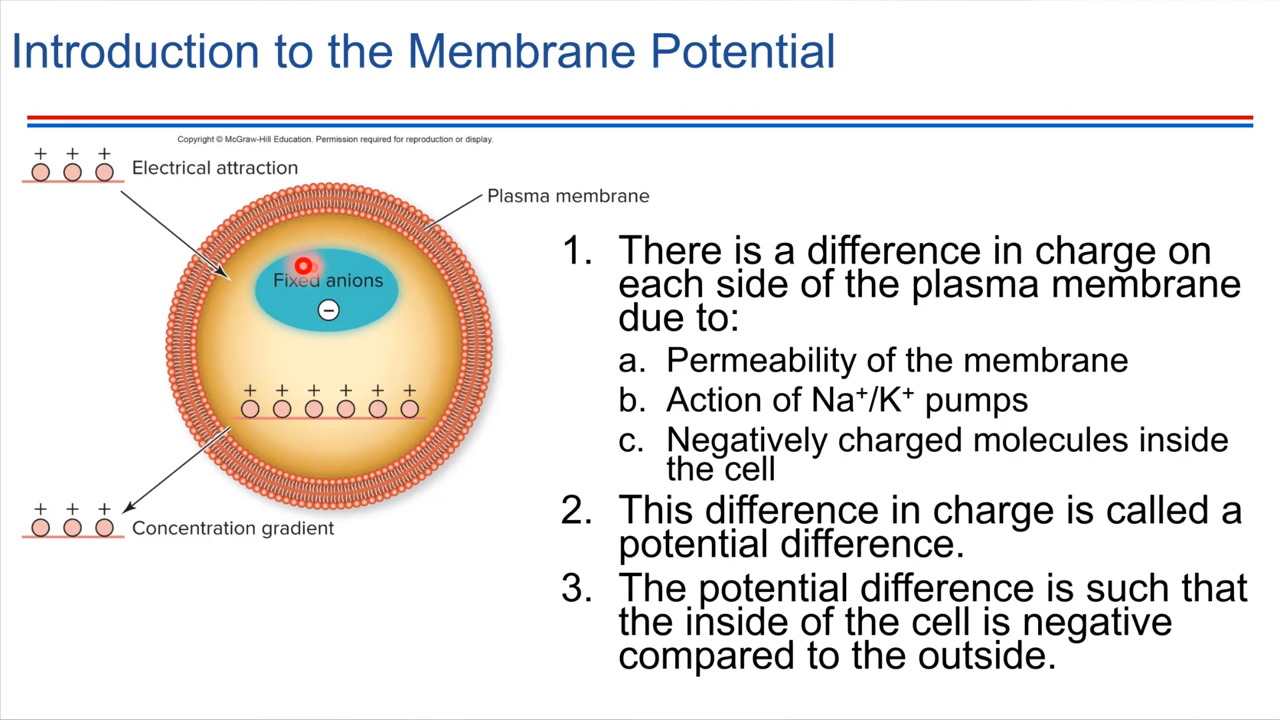 Introduction to the Membrane Potential
Copyright © McGraw-Hill Education. Permission required for reproduction or display.
+ + +
Electrical attraction
Plasma membrane
Fixed anions
−
+ + + + + +
+ + +
Concentration gradient
1. There is a difference in charge on
each side of the plasma membrane
due to:
a. Permeability of the membrane
b. Action of Na⁺/K⁺ pumps
c. Negatively charged molecules inside
the cell
2. This difference in charge is called a
potential difference.
3. The potential difference is such that
the inside of the cell is negative
compared to the outside.